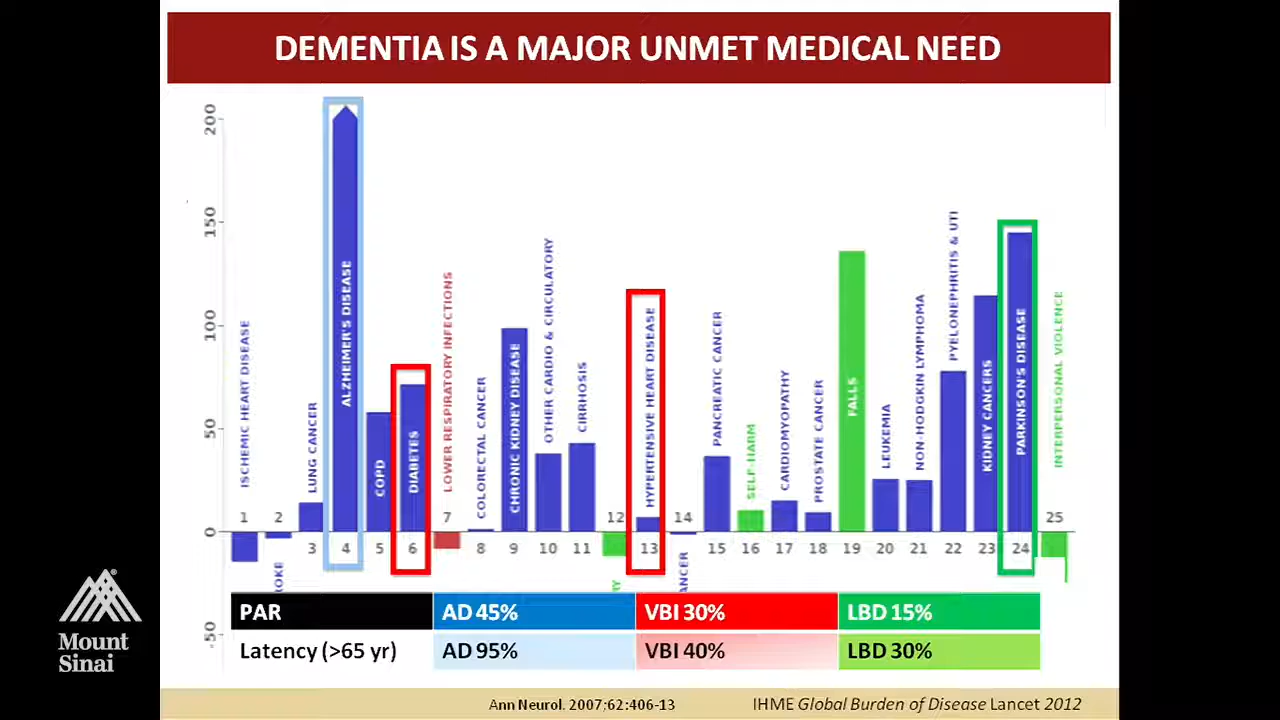 DEMENTIA IS A MAJOR UNMET MEDICAL NEED
200
150
100
50
0
-50
ISCHEMIC HEART DISEASE
LUNG CANCER
ALZHEIMER'S DISEASE
COPD
DIABETES
LOWER RESPIRATORY INFECTIONS
COLORECTAL CANCER
CHRONIC KIDNEY DISEASE
OTHER CARDIO & CIRCULATORY
CIRRHOSIS
HYPERTENSIVE HEART DISEASE
PANCREATIC CANCER
SELF-HARM
CARDIOMYOPATHY
PROSTATE CANCER
FALLS
LEUKEMIA
NON-HODGKIN LYMPHOMA
PYELONEPHRITIS & UTI
KIDNEY CANCERS
PARKINSON'S DISEASE
INTERPERSONAL VIOLENCE
1 2 7 12 14 25
3 4 5 6 8 9 10 11 13 15 16 17 18 19 20 21 22 23 24
PAR AD 45% VBI 30% LBD 15%
Latency (>65 yr) AD 95% VBI 40% LBD 30%
Ann Neurol. 2007;62:406-13 IHME Global Burden of Disease Lancet 2012
Mount
Sinai